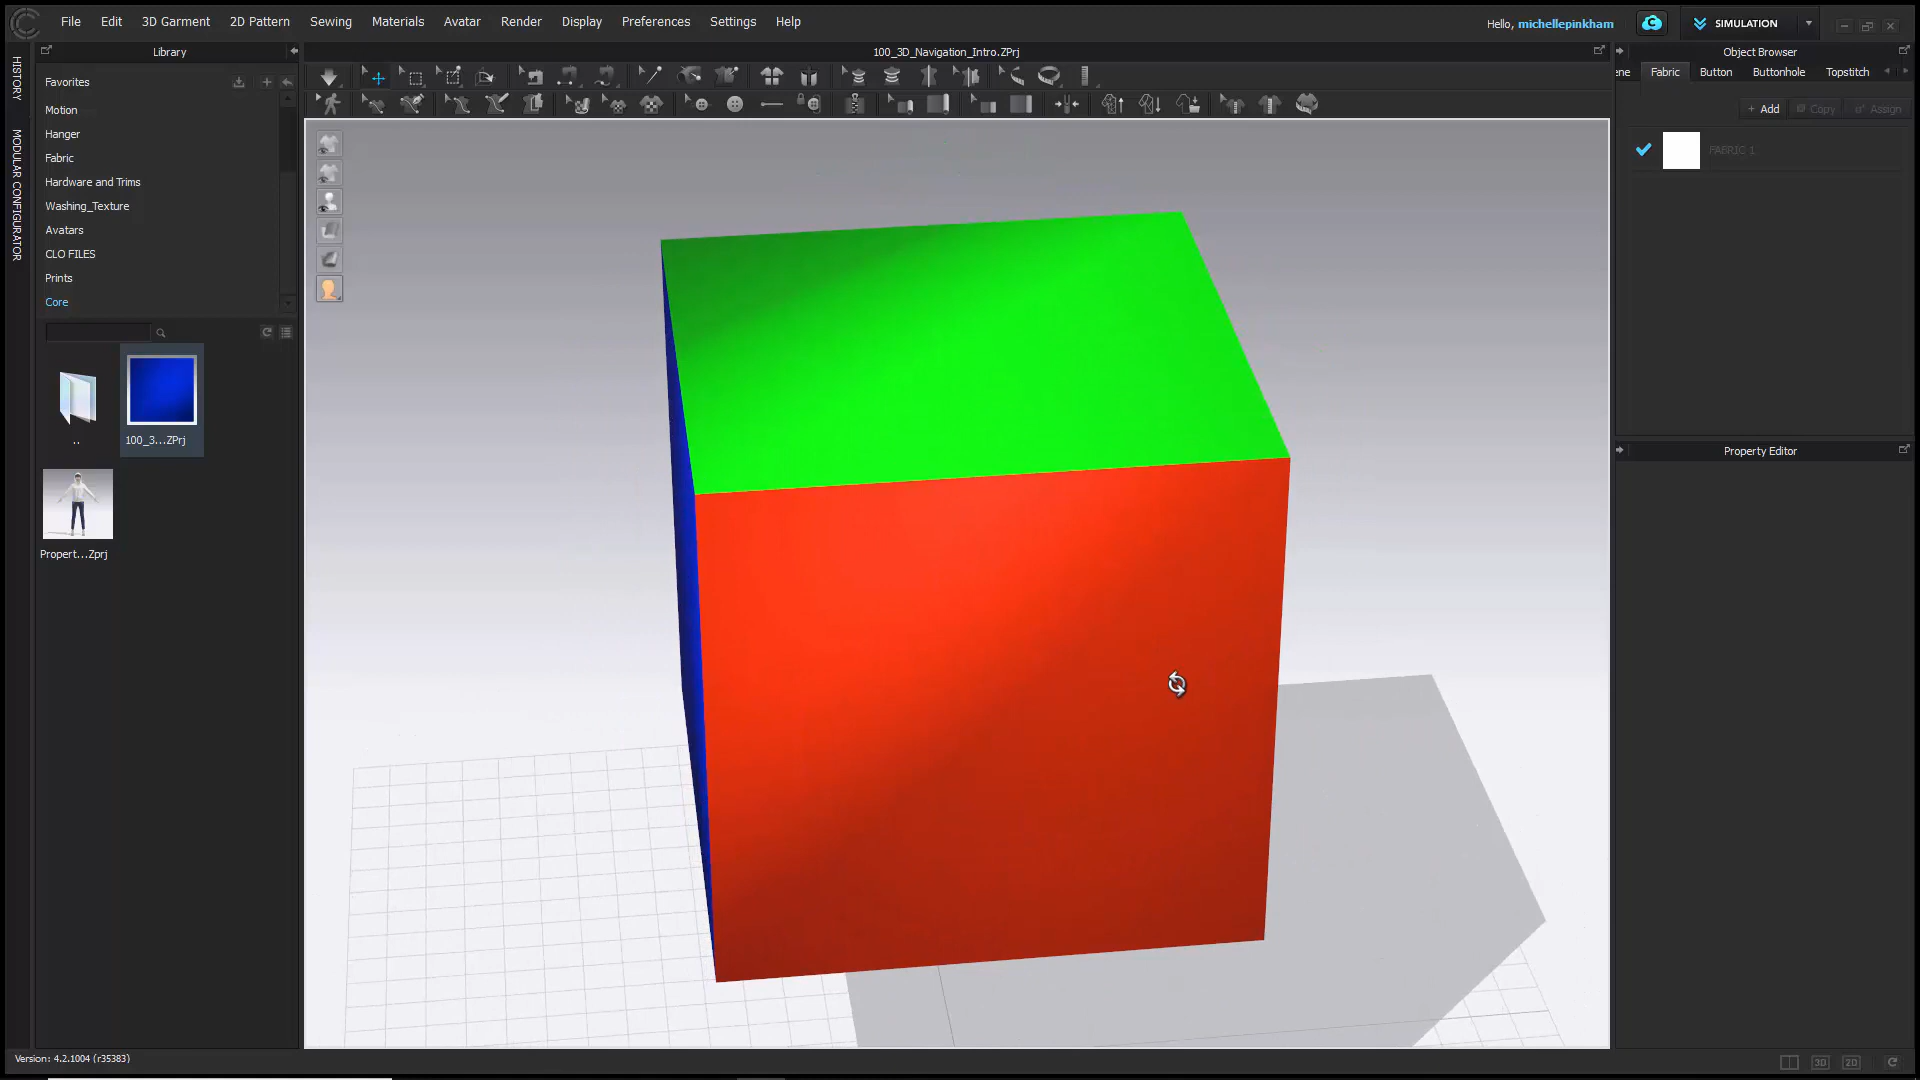 File Edit 3D Garment 2D Pattern Sewing Materials Avatar Render Display Preferences Settings Help
Hello, michellepinkham
SIMULATION
HISTORY
MODULAR CONFIGURATOR
Library
100_3D_Navigation_Intro.ZPrj
Object Browser
Favorites
ene Fabric Button Buttonhole Topstitch
Motion
+ Add Copy Assign
Hanger
FABRIC 1
Fabric
Hardware and Trims
Washing_Texture
Avatars
CLO FILES
Prints
Core
..
100_3...ZPrj
Propert...Zprj
Property Editor
Version: 4.2.1004 (r35383)
3D 2D